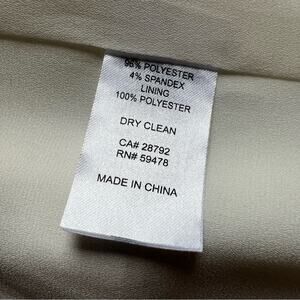 96% POLYESTER
4% SPANDEX
LINING
100% POLYESTER
DRY CLEAN
CA# 28792
RN# 59478
MADE IN CHINA